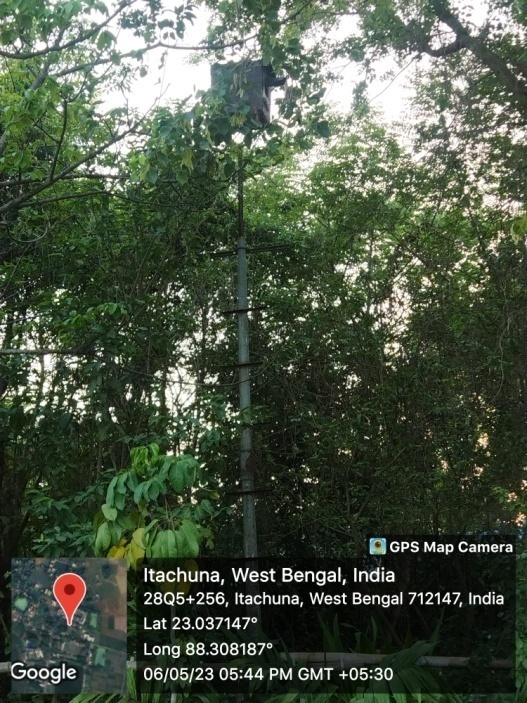 GPS Map Camera
Itachuna, West Bengal, India
28Q5+256, Itachuna, West Bengal 712147, India
Lat 23.037147°
Long 88.308187°
06/05/23 05:44 PM GMT +05:30
Google